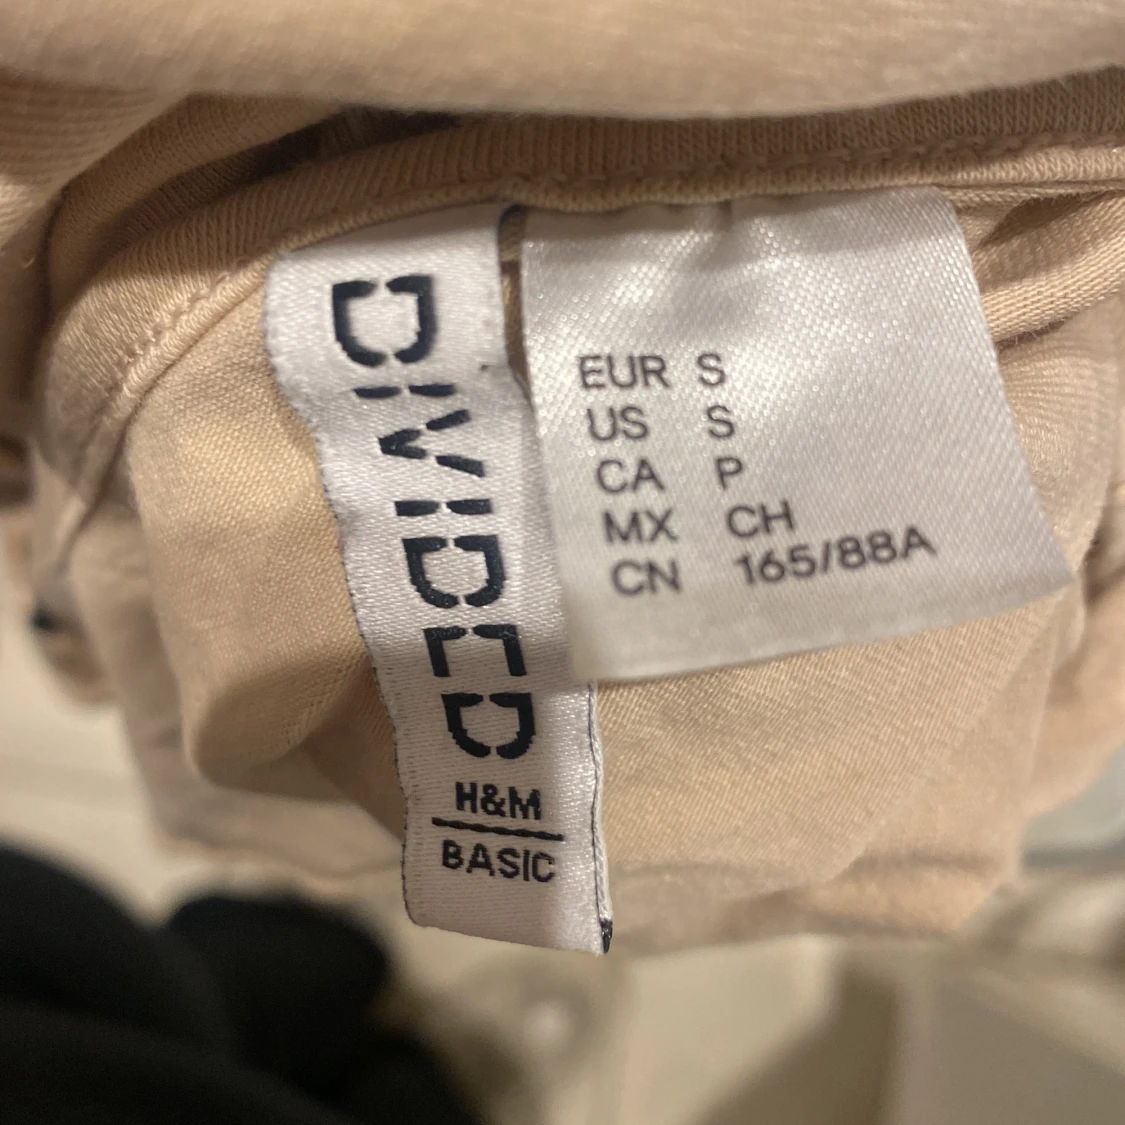 DIVIDED
H&M
BASIC
EUR S
US S
CA P
MX CH
CN 165/88A